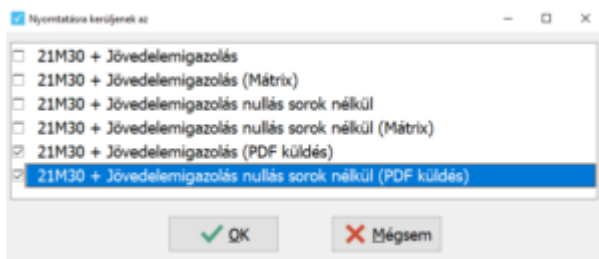 Nyomtatásra kerüljenek az
21M30 + Jövedelemigazolás
21M30 + Jövedelemigazolás (Mátrix)
21M30 + Jövedelemigazolás nullás sorok nélkül
21M30 + Jövedelemigazolás nullás sorok nélkül (Mátrix)
21M30 + Jövedelemigazolás (PDF küldés)
21M30 + Jövedelemigazolás nullás sorok nélkül (PDF küldés)
OK
Mégsem